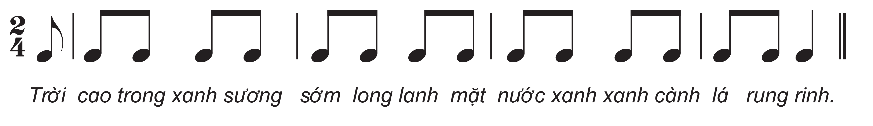 2
4
Trời cao trong xanh sương sớm long lanh mặt nước xanh xanh cành lá rung rinh.